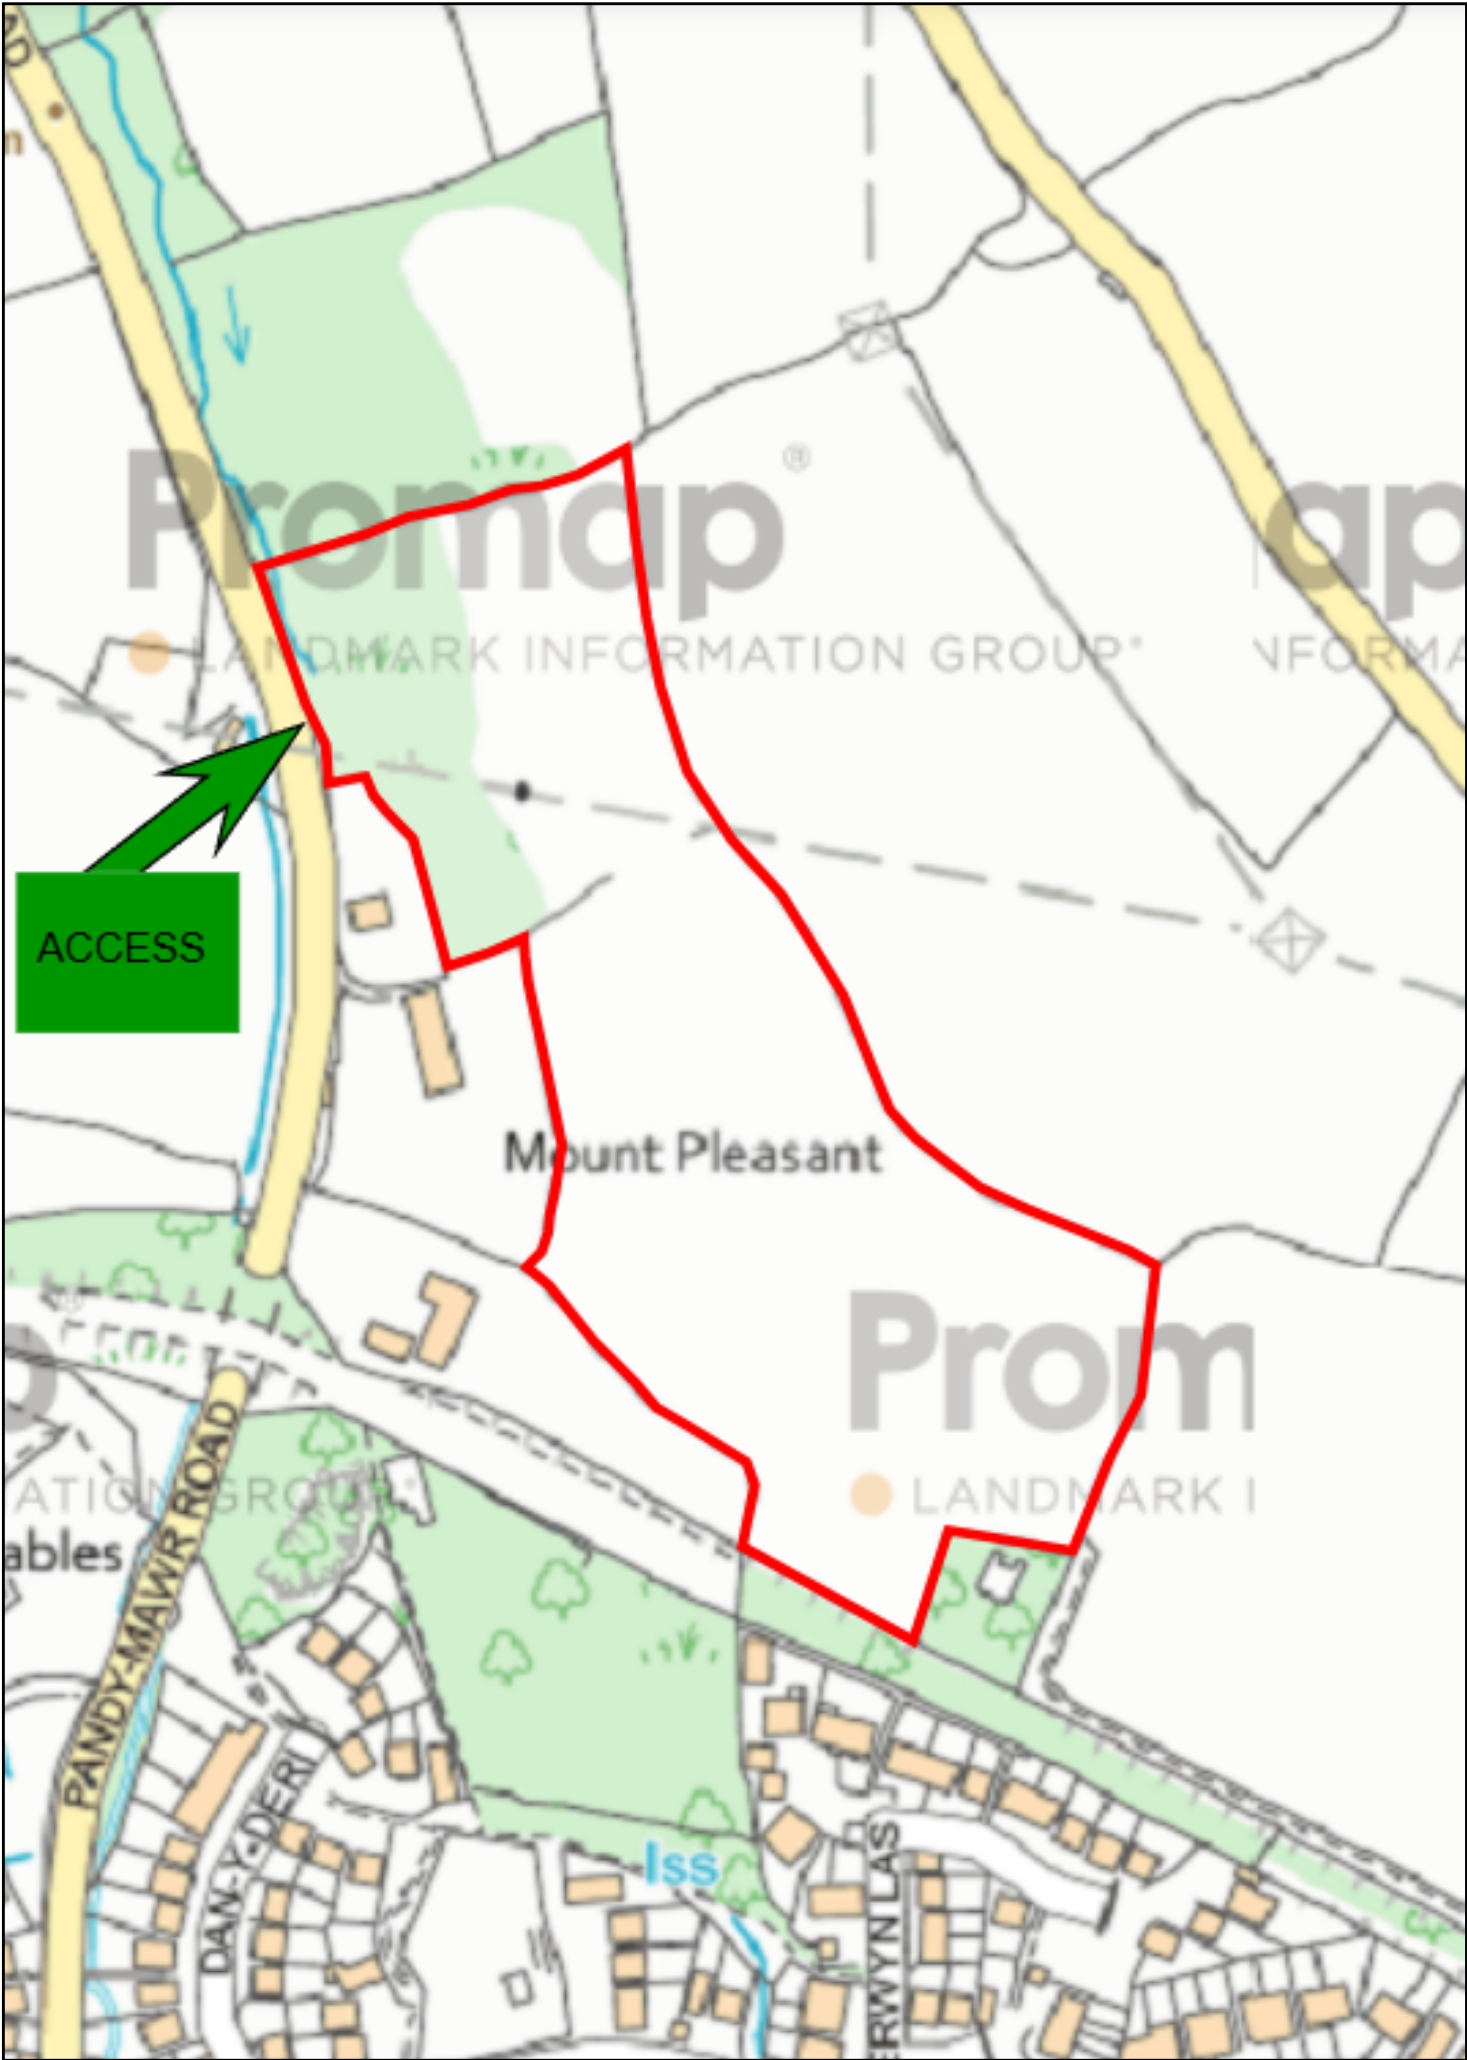 AD
n
Promap®
LANDMARK INFORMATION GROUP®
ap
NFORMA
ACCESS
Mount Pleasant
Prom
LANDMARK I
p®
ATION GROUP®
ables
PANDY-MAWR ROAD
DAN-Y-DERI
Iss
ERWYN LAS